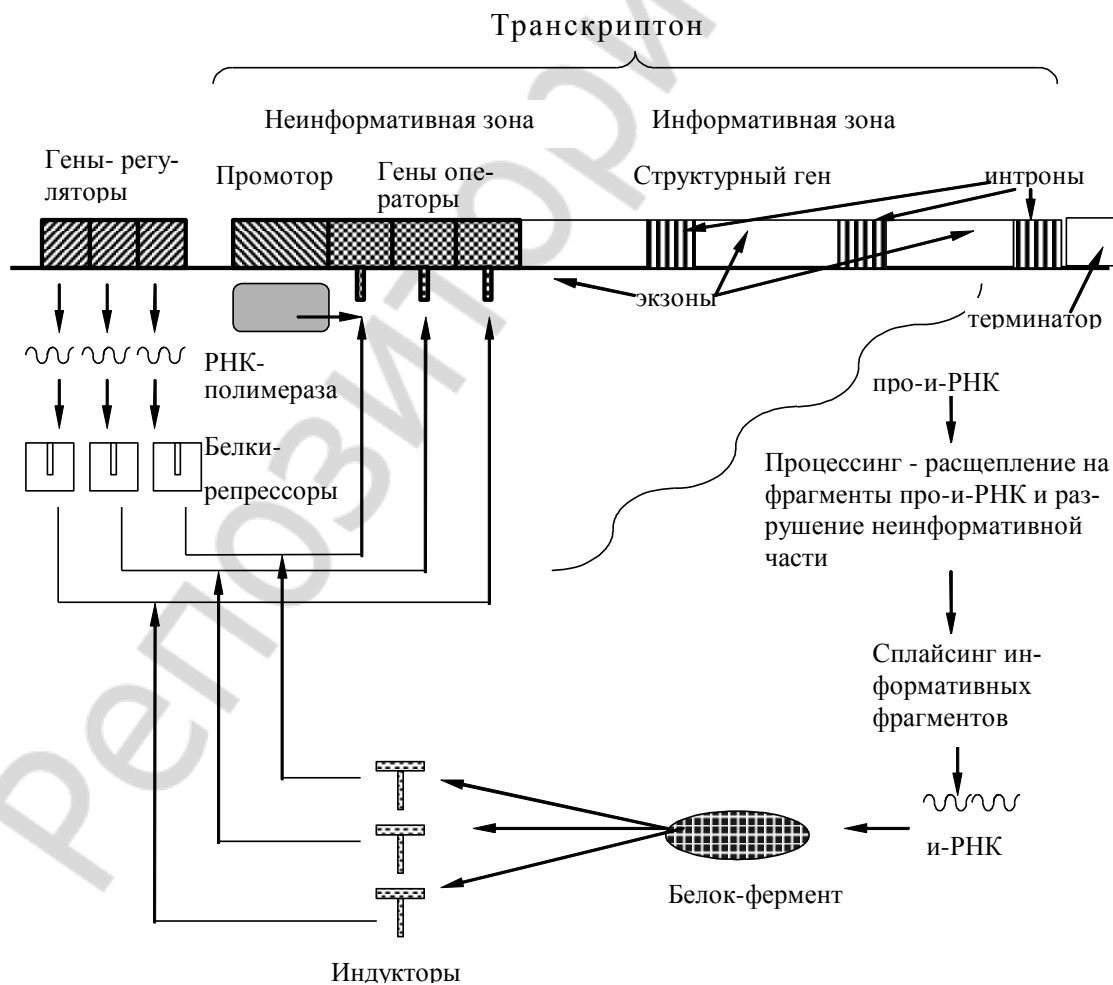 Транскриптон
Неинформативная зона
Информативная зона
Гены- регу-
ляторы
Промотор
Гены опе-
раторы
Структурный ген
интроны
экзоны
терминатор
РНК-
полимераза
про-и-РНК
Белки-
репрессоры
Процессинг - расщепление на
фрагменты про-и-РНК и раз-
рушение неинформативной
части
Сплайсинг ин-
формативных
фрагментов
и-РНК
Белок-фермент
Индукторы
Репозитори